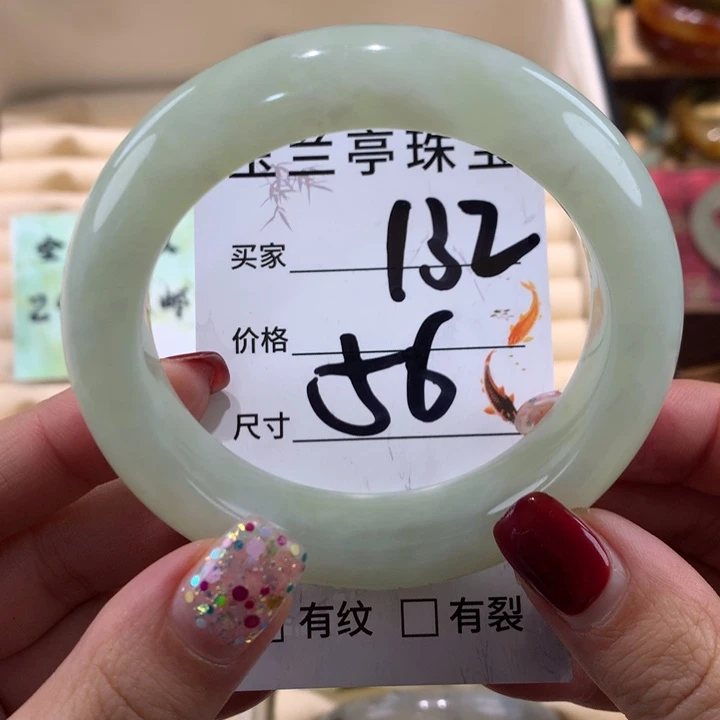 玉兰亭珠宝
买家 132
价格
尺寸 56
□有纹 □有裂